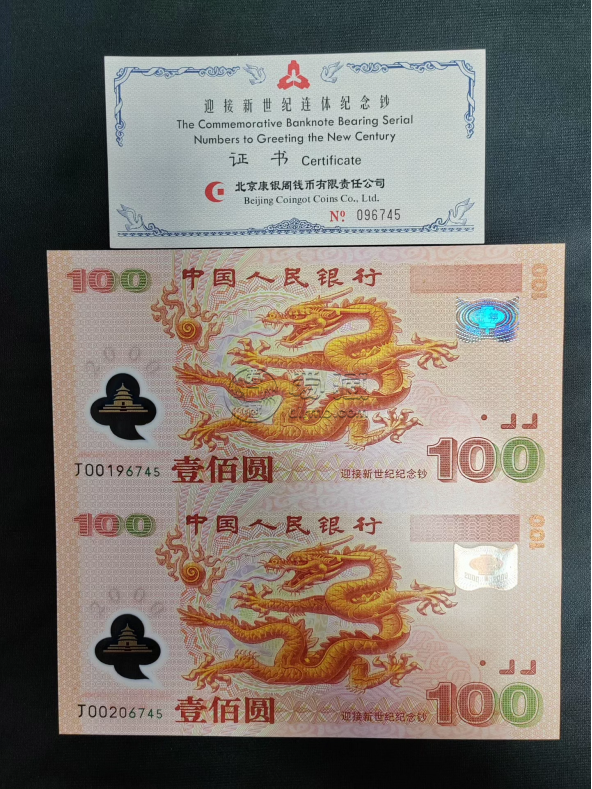 迎接新世纪连体纪念钞
The Commemorative Banknote Bearing Serial
Numbers to Greeting the New Century
证 书 Certificate
北京康银阁钱币有限责任公司
Beijing Coingot Coins Co., Ltd.
Nº 096745
100 中国人民银行 100
2000
J00196745 壹佰圆 迎接新世纪纪念钞 100
100 中国人民银行 100
2000
J00206745 壹佰圆 迎接新世纪纪念钞 100